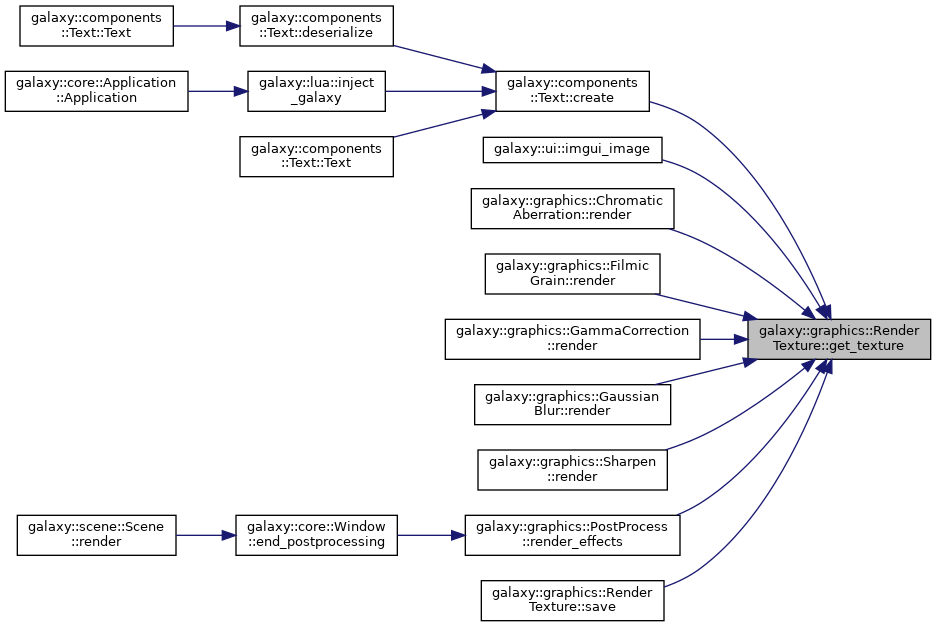 galaxy::components
::Text::Text
galaxy::components
::Text::deserialize
galaxy::core::Application
::Application
galaxy::lua::inject
_galaxy
galaxy::components
::Text::create
galaxy::components
::Text::Text
galaxy::ui::imgui_image
galaxy::graphics::Chromatic
Aberration::render
galaxy::graphics::Filmic
Grain::render
galaxy::graphics::GammaCorrection
::render
galaxy::graphics::Render
Texture::get_texture
galaxy::graphics::Gaussian
Blur::render
galaxy::graphics::Sharpen
::render
galaxy::scene::Scene
::render
galaxy::core::Window
::end_postprocessing
galaxy::graphics::PostProcess
::render_effects
galaxy::graphics::Render
Texture::save